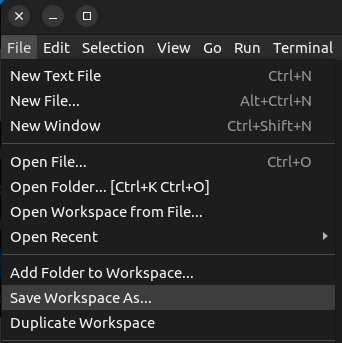 File Edit Selection View Go Run Terminal
New Text File Ctrl+N
New File... Alt+Ctrl+N
New Window Ctrl+Shift+N
Open File... Ctrl+O
Open Folder... [Ctrl+K Ctrl+O]
Open Workspace from File...
Open Recent
Add Folder to Workspace...
Save Workspace As...
Duplicate Workspace